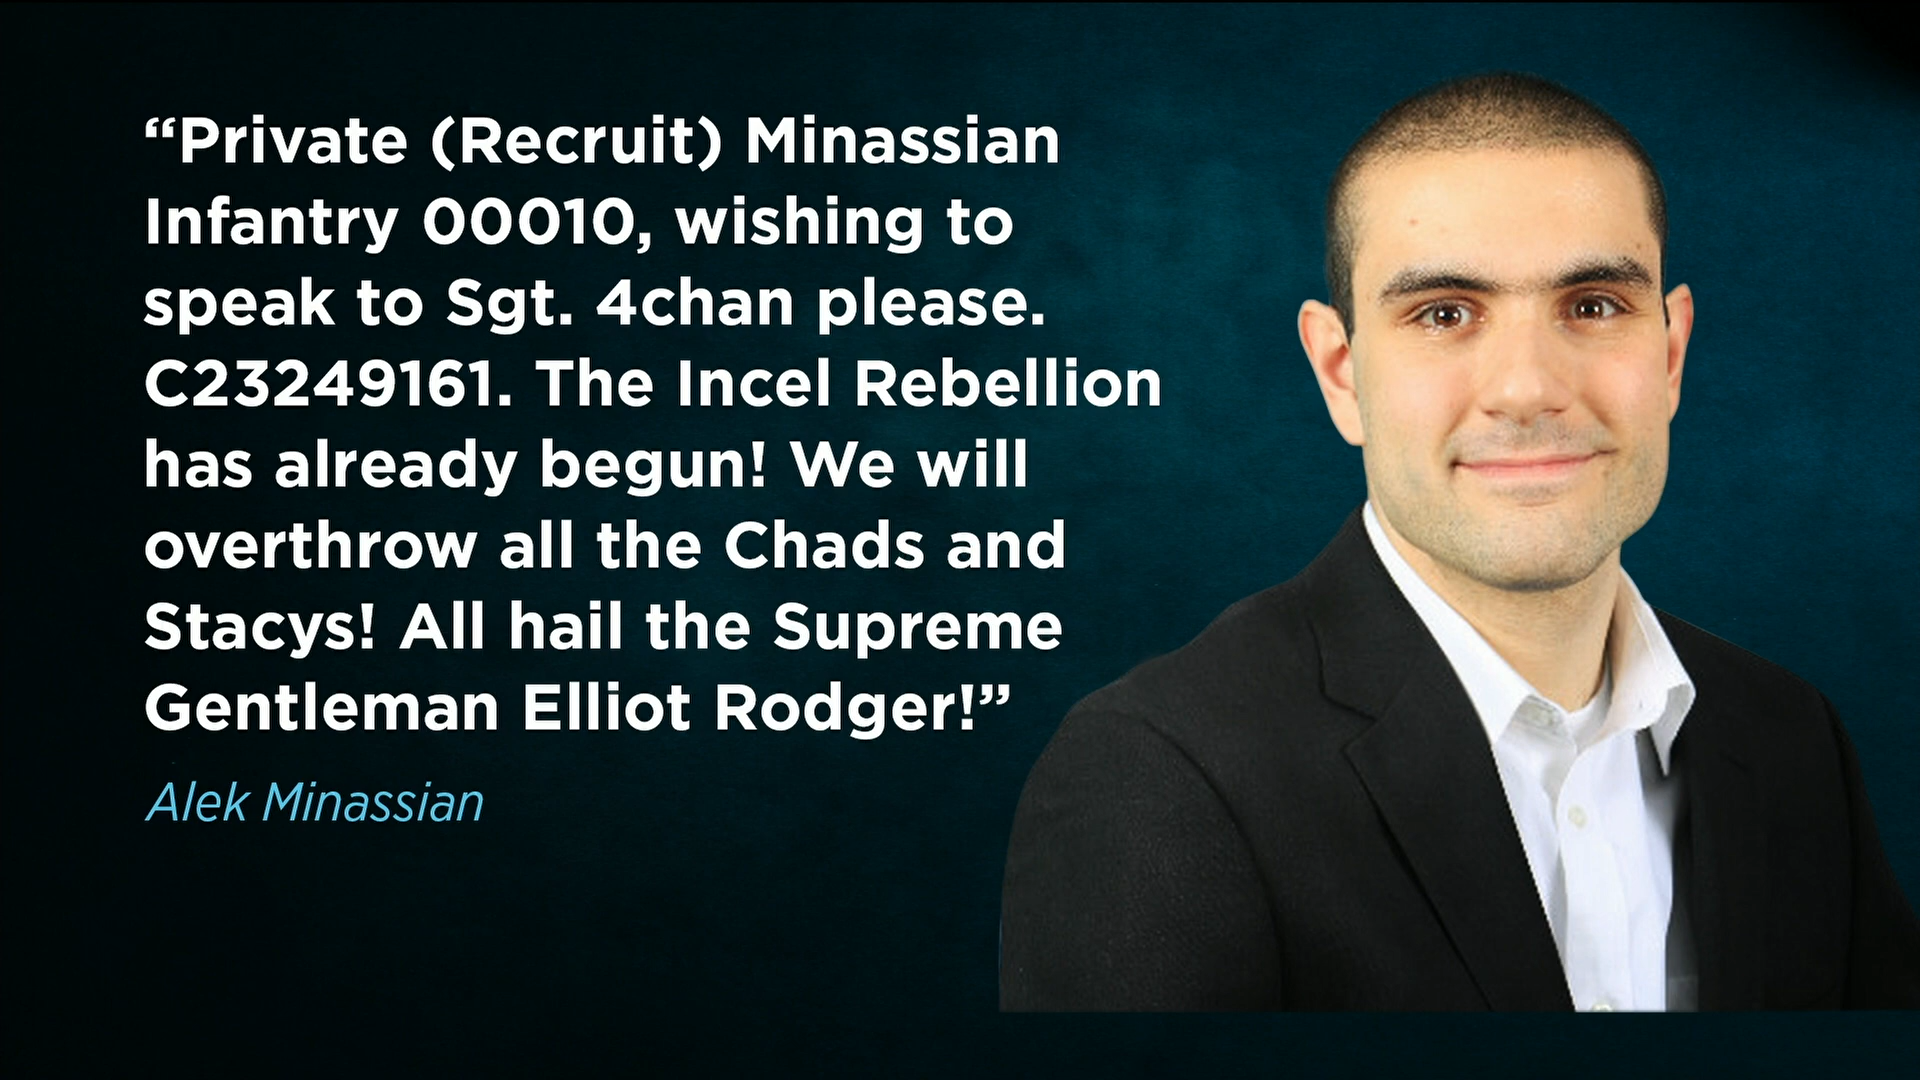 “Private (Recruit) Minassian
Infantry 00010, wishing to
speak to Sgt. 4chan please.
C23249161. The Incel Rebellion
has already begun! We will
overthrow all the Chads and
Stacys! All hail the Supreme
Gentleman Elliot Rodger!”
Alek Minassian